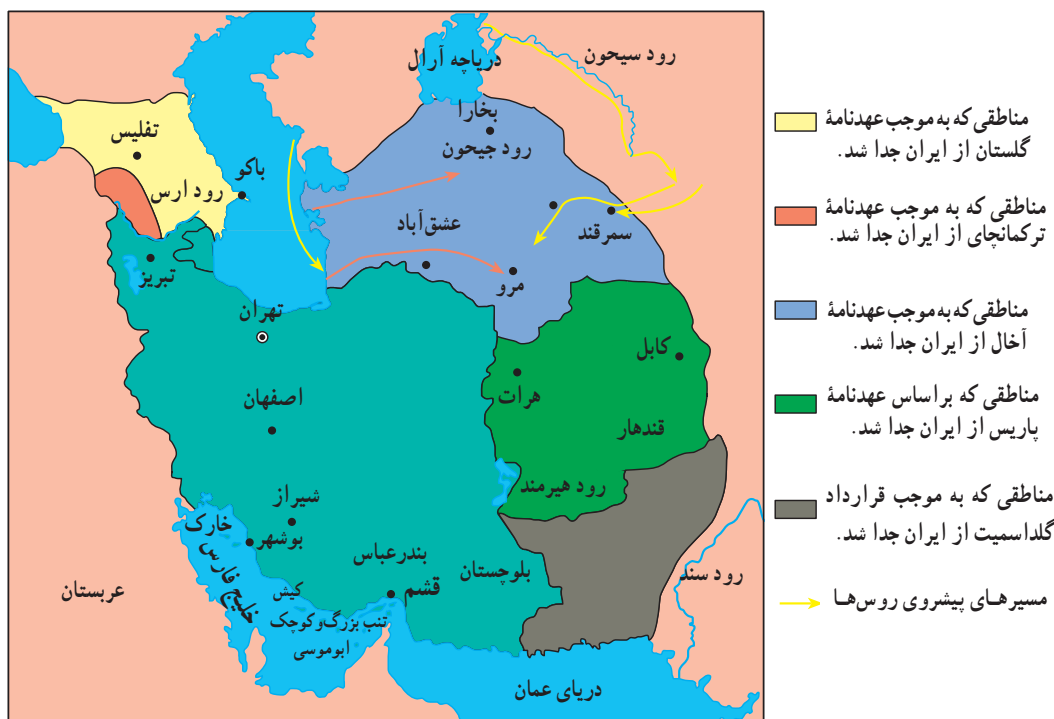 دریاچه آرال
رود سیحون
بخارا
رود جیحون
تفلیس
باکو
رود ارس
عشق‌آباد
سمرقند
مرو
تبریز
تهران
کابل
هرات
اصفهان
قندهار
رود هیرمند
شیراز
خارک
بوشهر
بندرعباس
بلوچستان
رود سند
خلیج فارس
کیش
قشم
عربستان
تنب بزرگ و کوچک
ابوموسی
دریای عمان
مناطقی که به موجب عهدنامهٔ
گلستان از ایران جدا شد.
مناطقی که به موجب عهدنامهٔ
ترکمانچای از ایران جدا شد.
مناطقی که به موجب عهدنامهٔ
آخال از ایران جدا شد.
مناطقی که براساس عهدنامهٔ
پاریس از ایران جدا شد.
مناطقی که به موجب قرارداد
گلداسمیت از ایران جدا شد.
مسیرهای پیشروی روس‌ها